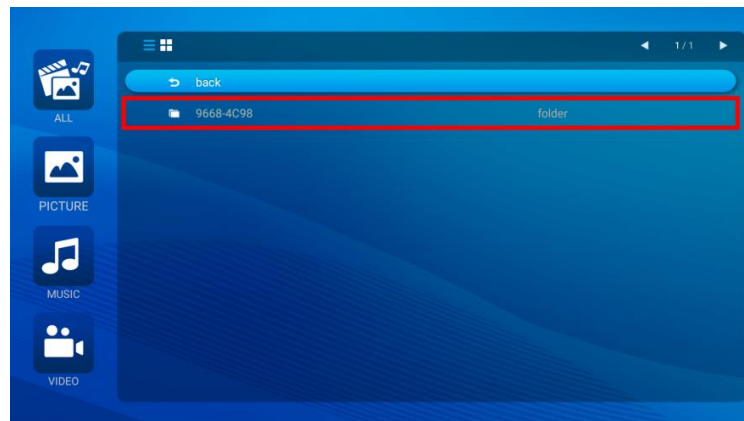 1/1
back
9668-4C98 folder
ALL
PICTURE
MUSIC
VIDEO